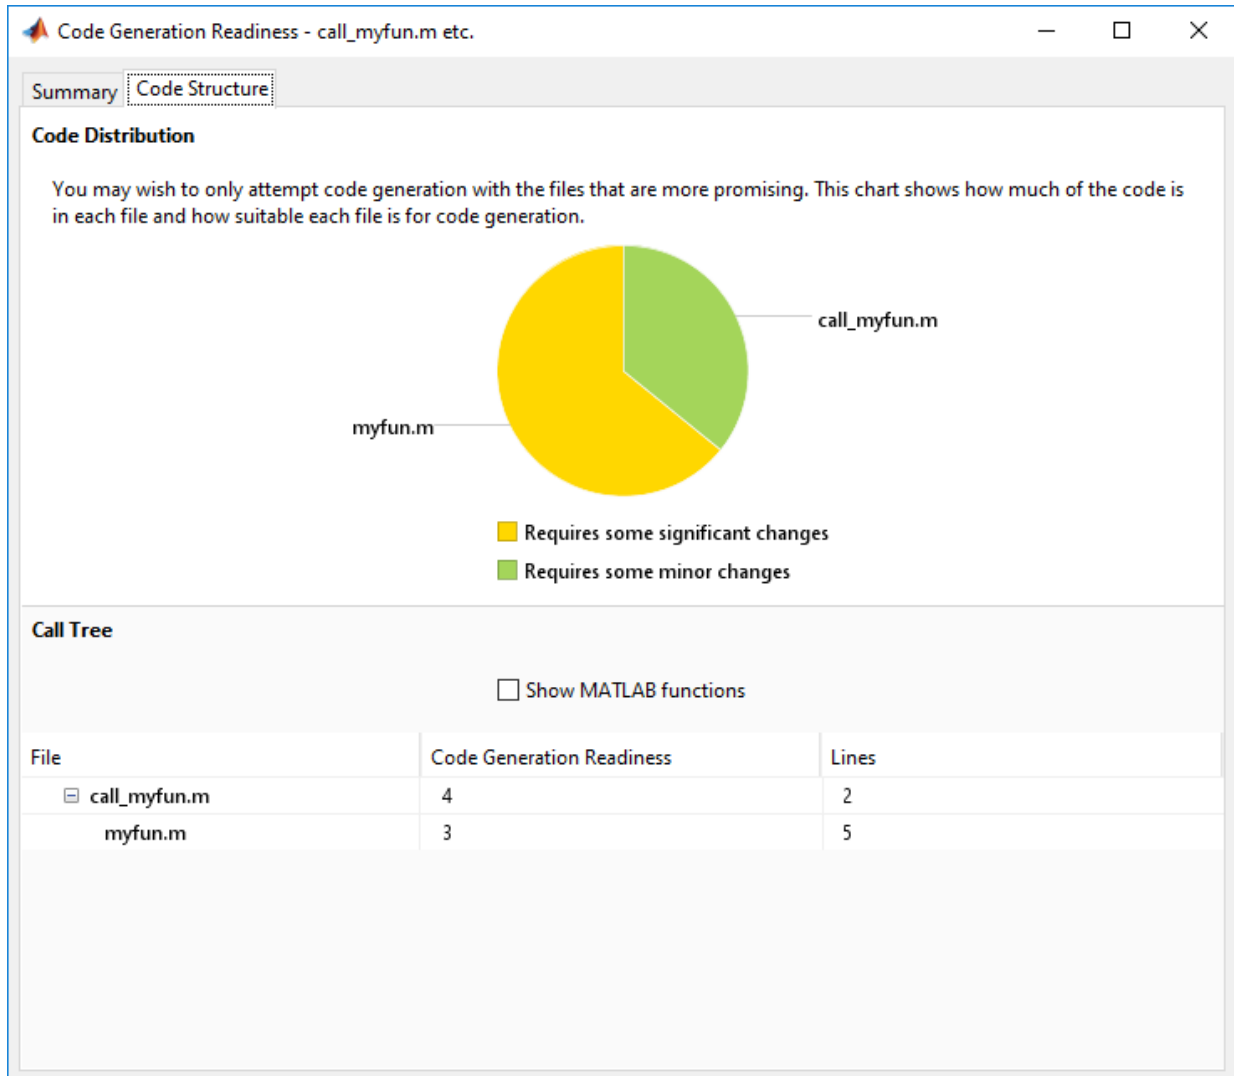 Code Generation Readiness - call_myfun.m etc.
Summary Code Structure
Code Distribution
You may wish to only attempt code generation with the files that are more promising. This chart shows how much of the code is
in each file and how suitable each file is for code generation.
call_myfun.m
myfun.m
Requires some significant changes
Requires some minor changes
Call Tree
Show MATLAB functions
File Code Generation Readiness Lines
call_myfun.m 4 2
myfun.m 3 5